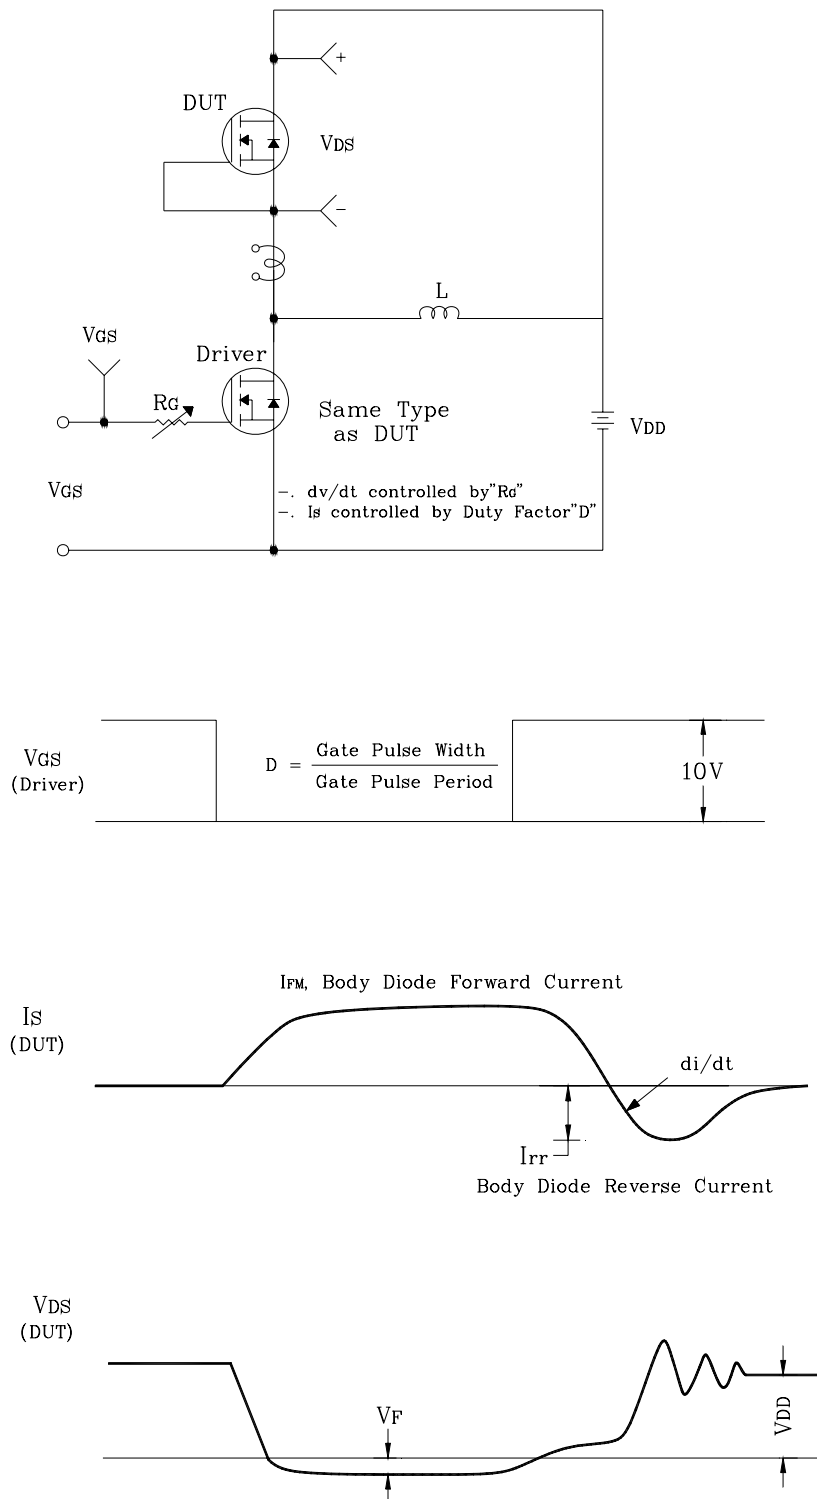 +
DUT
VDS
−
L
VGS
Driver
RG
Same Type
as DUT
VDD
VGS
−. dv/dt controlled by"RG"
−. IS controlled by Duty Factor"D"
VGS
(Driver)
D = Gate Pulse Width
Gate Pulse Period
10V
IFM, Body Diode Forward Current
IS
(DUT)
di/dt
Irr
Body Diode Reverse Current
VDS
(DUT)
VF
VDD